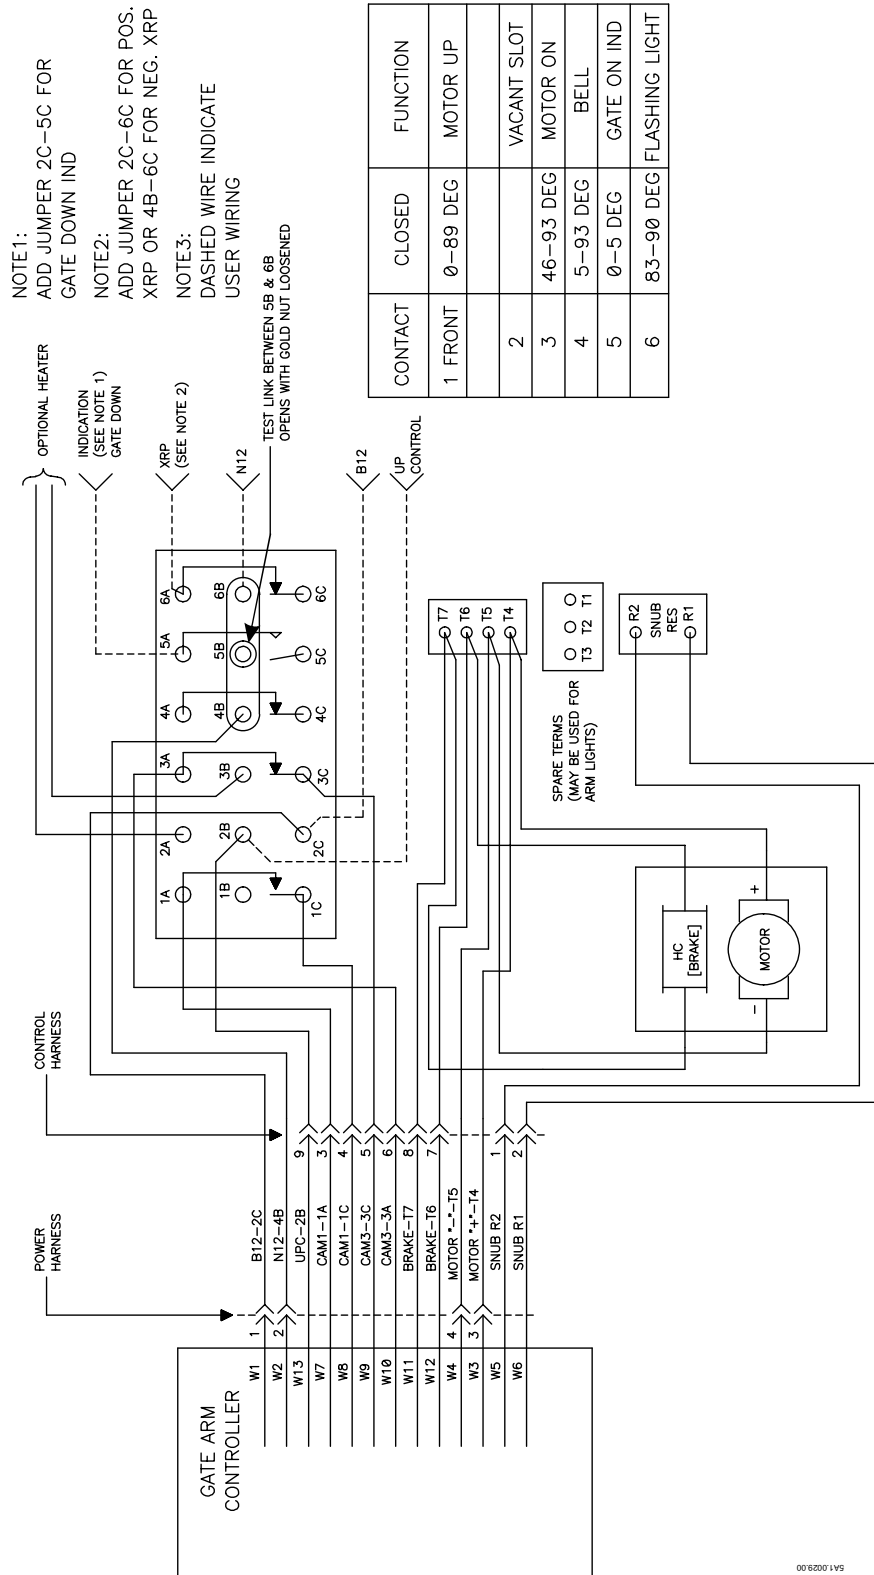 NOTE1:
ADD JUMPER 2C-5C FOR
GATE DOWN IND
NOTE2:
ADD JUMPER 2C-6C FOR POS.
XRP OR 4B-6C FOR NEG. XRP
NOTE3:
DASHED WIRE INDICATE
USER WIRING
OPTIONAL HEATER
INDICATION
(SEE NOTE 1)
GATE DOWN
XRP
(SEE NOTE 2)
N12
TEST LINK BETWEEN 5B & 6B
OPENS WITH GOLD NUT LOOSENED
B12
UP
CONTROL
CONTACT CLOSED FUNCTION
1 FRONT 0-89 DEG MOTOR UP
2 VACANT SLOT
3 46-93 DEG MOTOR ON
4 5-93 DEG BELL
5 0-5 DEG GATE ON IND
6 83-90 DEG FLASHING LIGHT
1A 2A 3A 4A 5A 6A
1B 2B 3B 4B 5B 6B
1C 2C 3C 4C 5C 6C
T4 T5 T6 T7
T3 T2 T1
SPARE TERMS
(MAY BE USED FOR
ARM LIGHTS)
R2
SNUB
RES
R1
HC
[BRAKE]
- MOTOR +
CONTROL
HARNESS
POWER
HARNESS
GATE ARM
CONTROLLER
W1 1 B12-2C
W2 2 N12-4B
W13 UPC-2B 9
W7 CAM1-1A 3
W8 CAM1-1C 4
W9 CAM3-3C 5
W10 CAM3-3A 6
W11 BRAKE-T7 8
W12 BRAKE-T6 7
W4 4 MOTOR "-"-T5
W3 3 MOTOR "+"-T4
W5 SNUB R2 1
W6 SNUB R1 2
5A1.0029.00